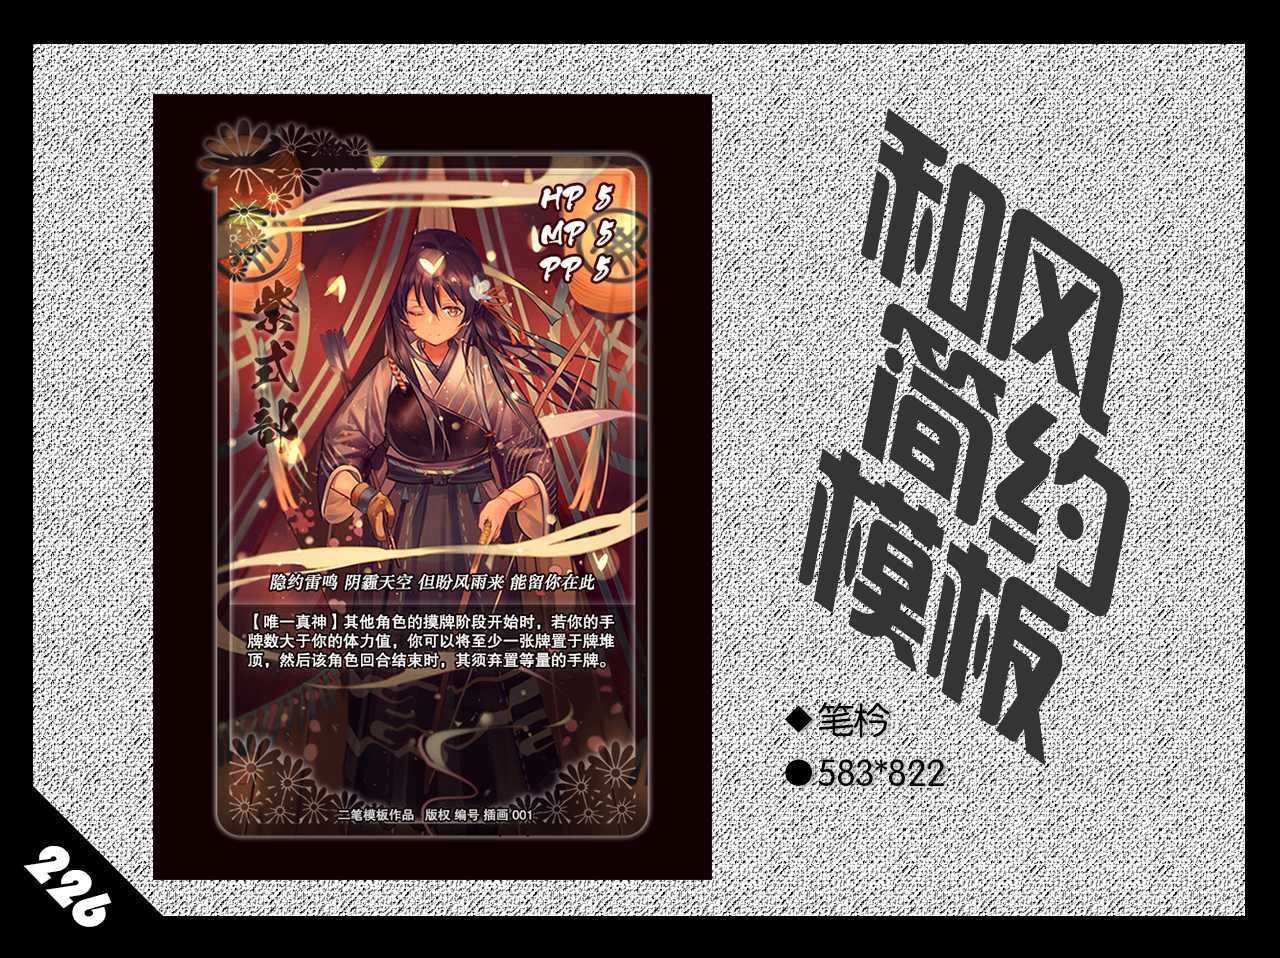 HP 5
MP 5
PP 5
紫式部
隐约雷鸣 阴霾天空 但盼风雨来 能留你在此
【唯一真神】其他角色的摸牌阶段开始时，若你的手
牌数大于你的体力值，你可以将至少一张牌置于牌堆
顶，然后该角色回合结束时，其须弃置等量的手牌。
二笔模板作品 版权 编号 插画 001
和风
简约
模板
◆笔柃
●583*822
226